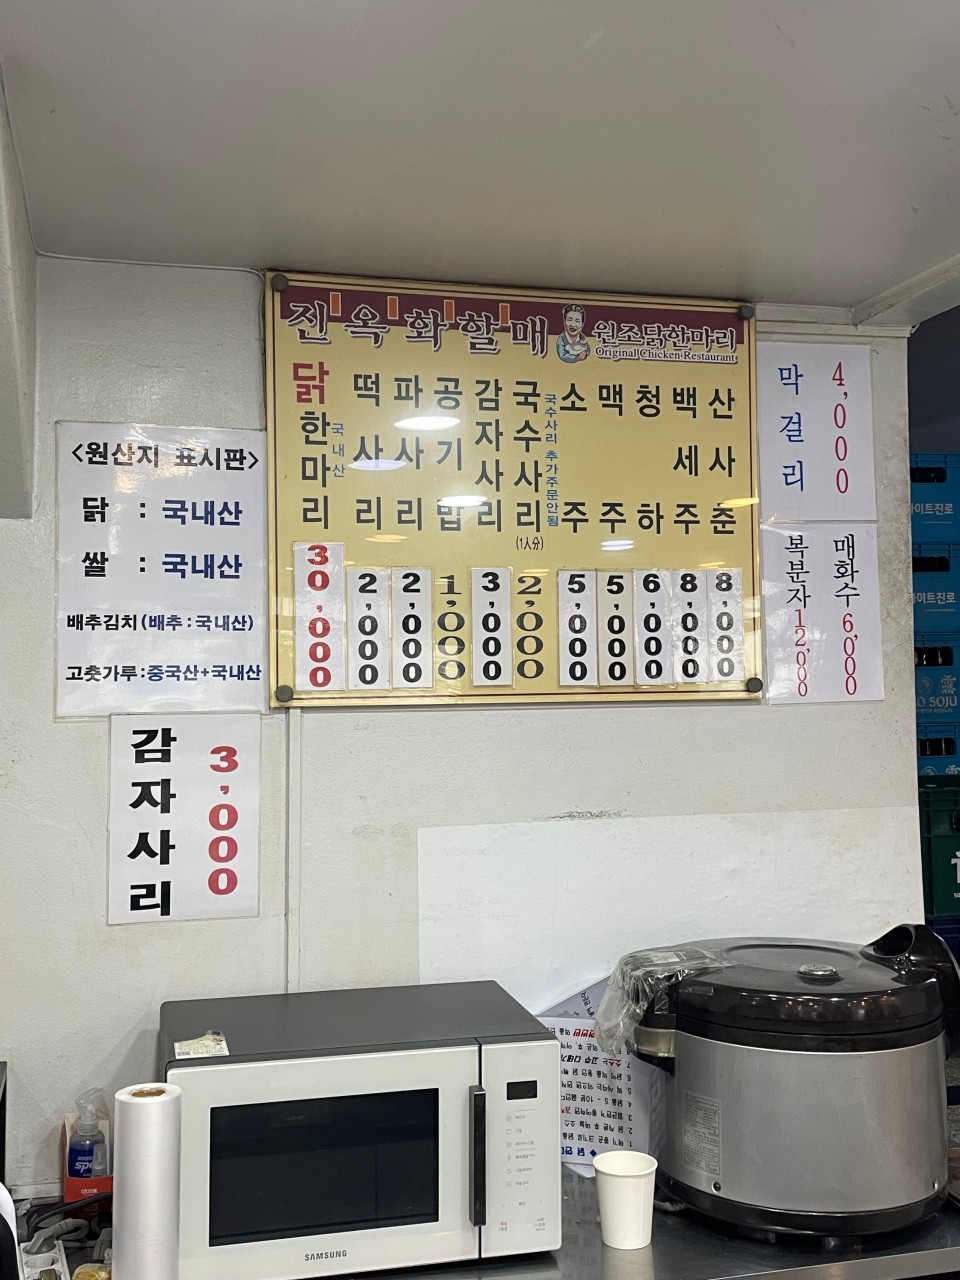 진옥화할매 원조닭한마리
Original Chicken Restaurant
닭한마리 국내산 30,000
떡사리 2,000
파사리 2,000
공기밥 1,000
감자사리 3,000
국수사리 (1人分) 2,000
국수사리 추가주문안됨
소주 5,000
맥주 5,000
청하 6,000
백세주 8,000
산사춘 8,000
막걸리 4,000
매화수 6,000
복분자 12,000
<원산지 표시판>
닭 : 국내산
쌀 : 국내산
배추김치(배추:국내산)
고춧가루:중국산+국내산
감자사리 3,000
SAMSUNG